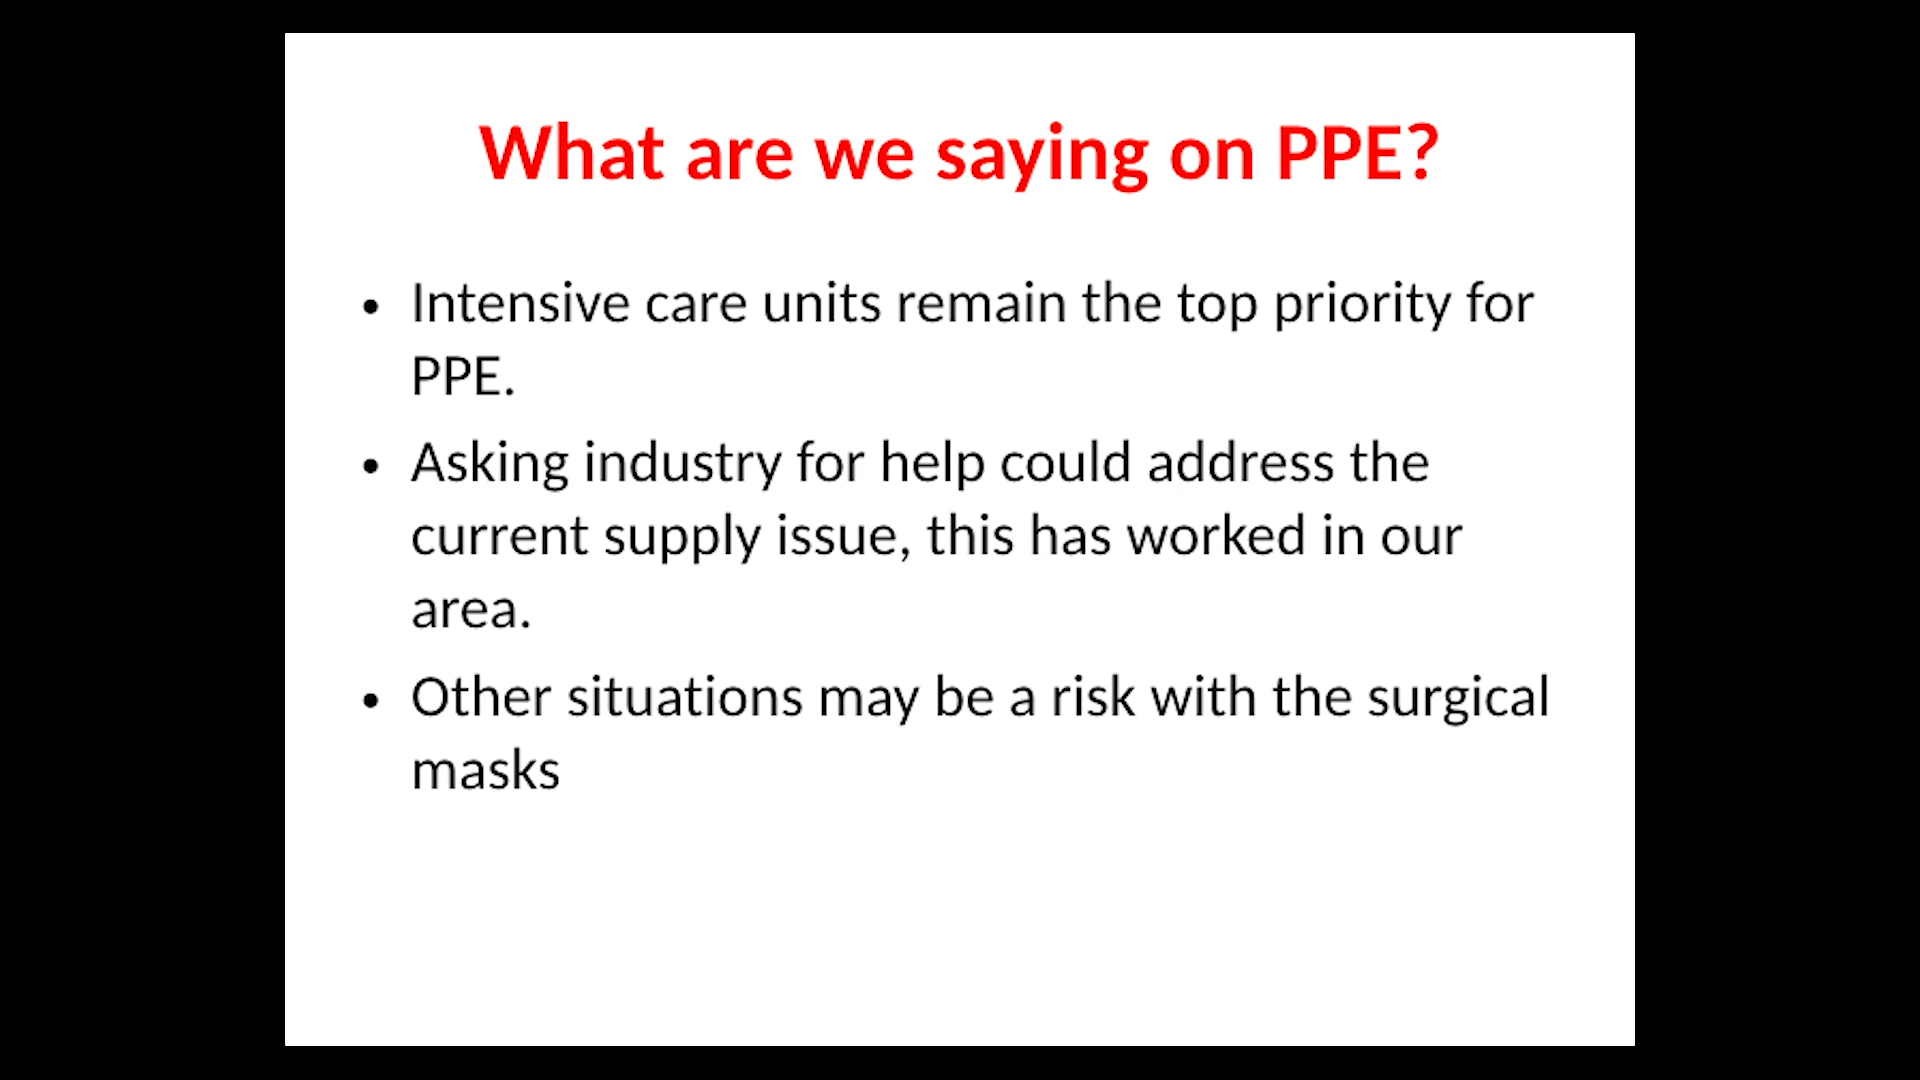 What are we saying on PPE?
• Intensive care units remain the top priority for
PPE.
• Asking industry for help could address the
current supply issue, this has worked in our
area.
• Other situations may be a risk with the surgical
masks